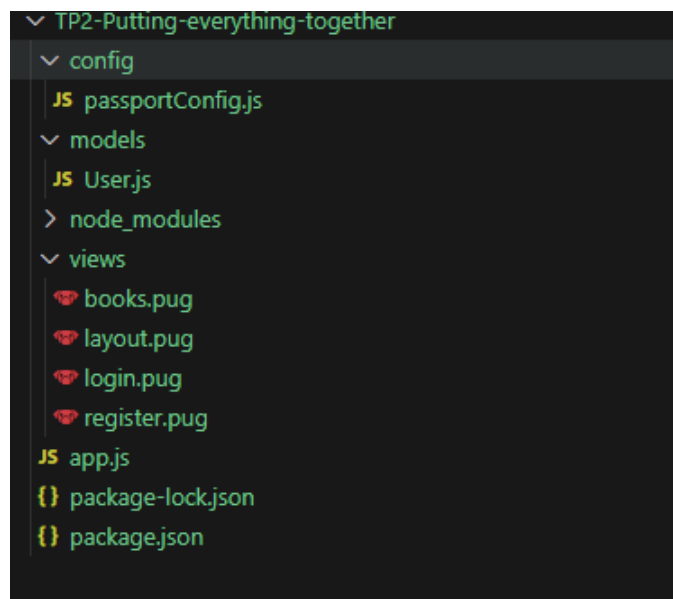 TP2-Putting-everything-together
config
JS passportConfig.js
models
JS User.js
node_modules
views
books.pug
layout.pug
login.pug
register.pug
JS app.js
{} package-lock.json
{} package.json